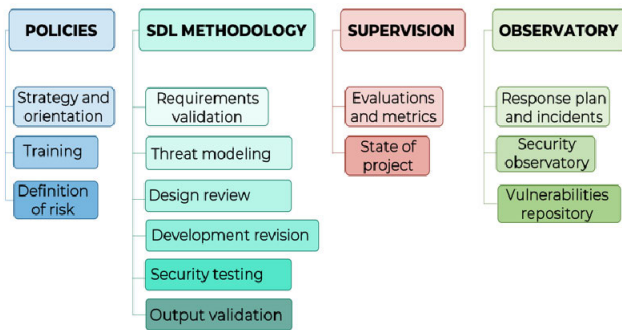 POLICIES
Strategy and
orientation
Training
Definition
of risk
SDL METHODOLOGY
Requirements
validation
Threat modeling
Design review
Development revision
Security testing
Output validation
SUPERVISION
Evaluations
and metrics
State of
project
OBSERVATORY
Response plan
and incidents
Security
observatory
Vulnerabilities
repository